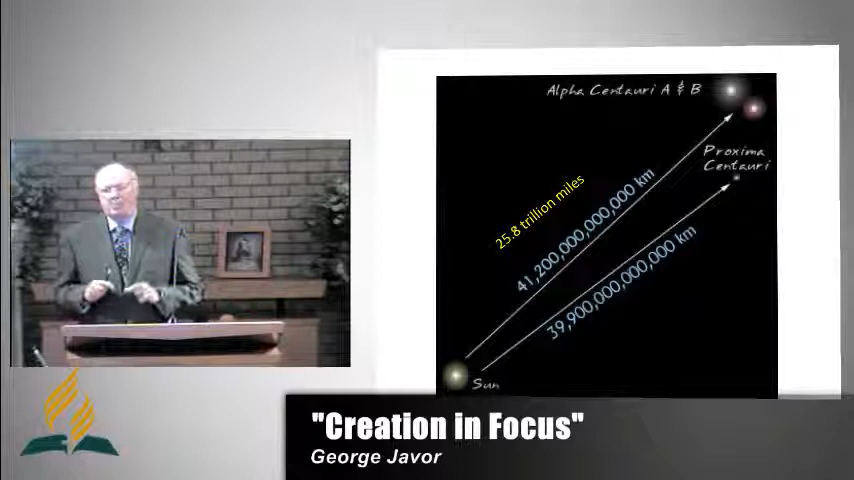 Alpha Centauri A & B
Proxima
Centauri
25.8 trillion miles
41,200,000,000,000 km
39,900,000,000,000 km
Sun
"Creation in Focus"
George Javor